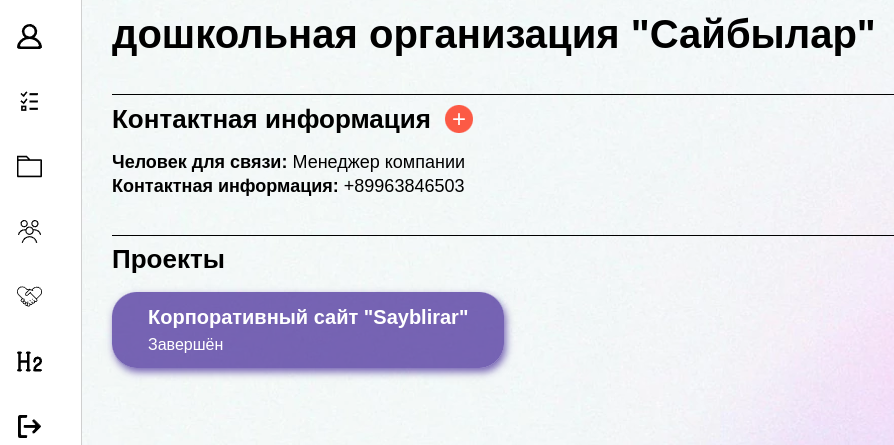 дошкольная организация "Сайбылар"
Контактная информация
Человек для связи: Менеджер компании
Контактная информация: +89963846503
Проекты
Корпоративный сайт "Sayblirar"
Завершён
H2